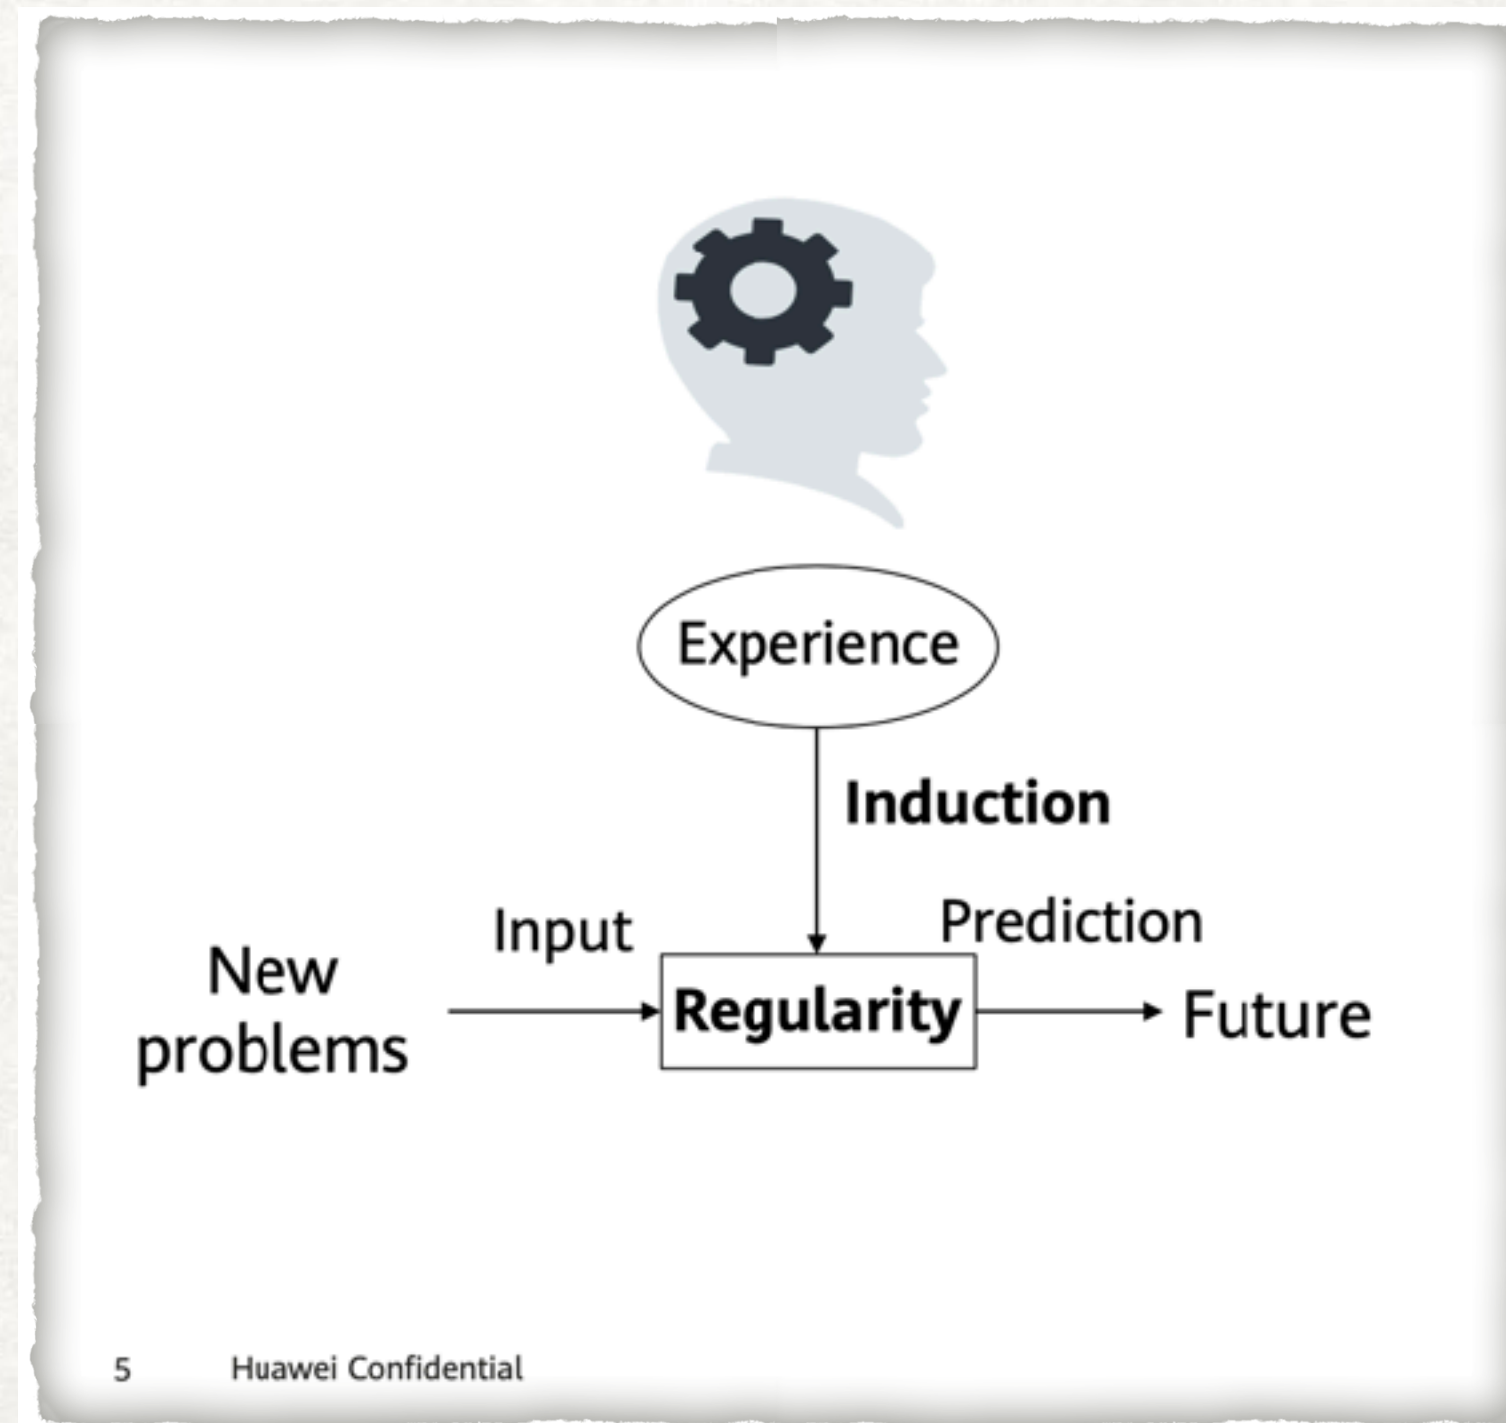 Experience
Induction
Input
Prediction
New
problems
Regularity
Future
5 Huawei Confidential